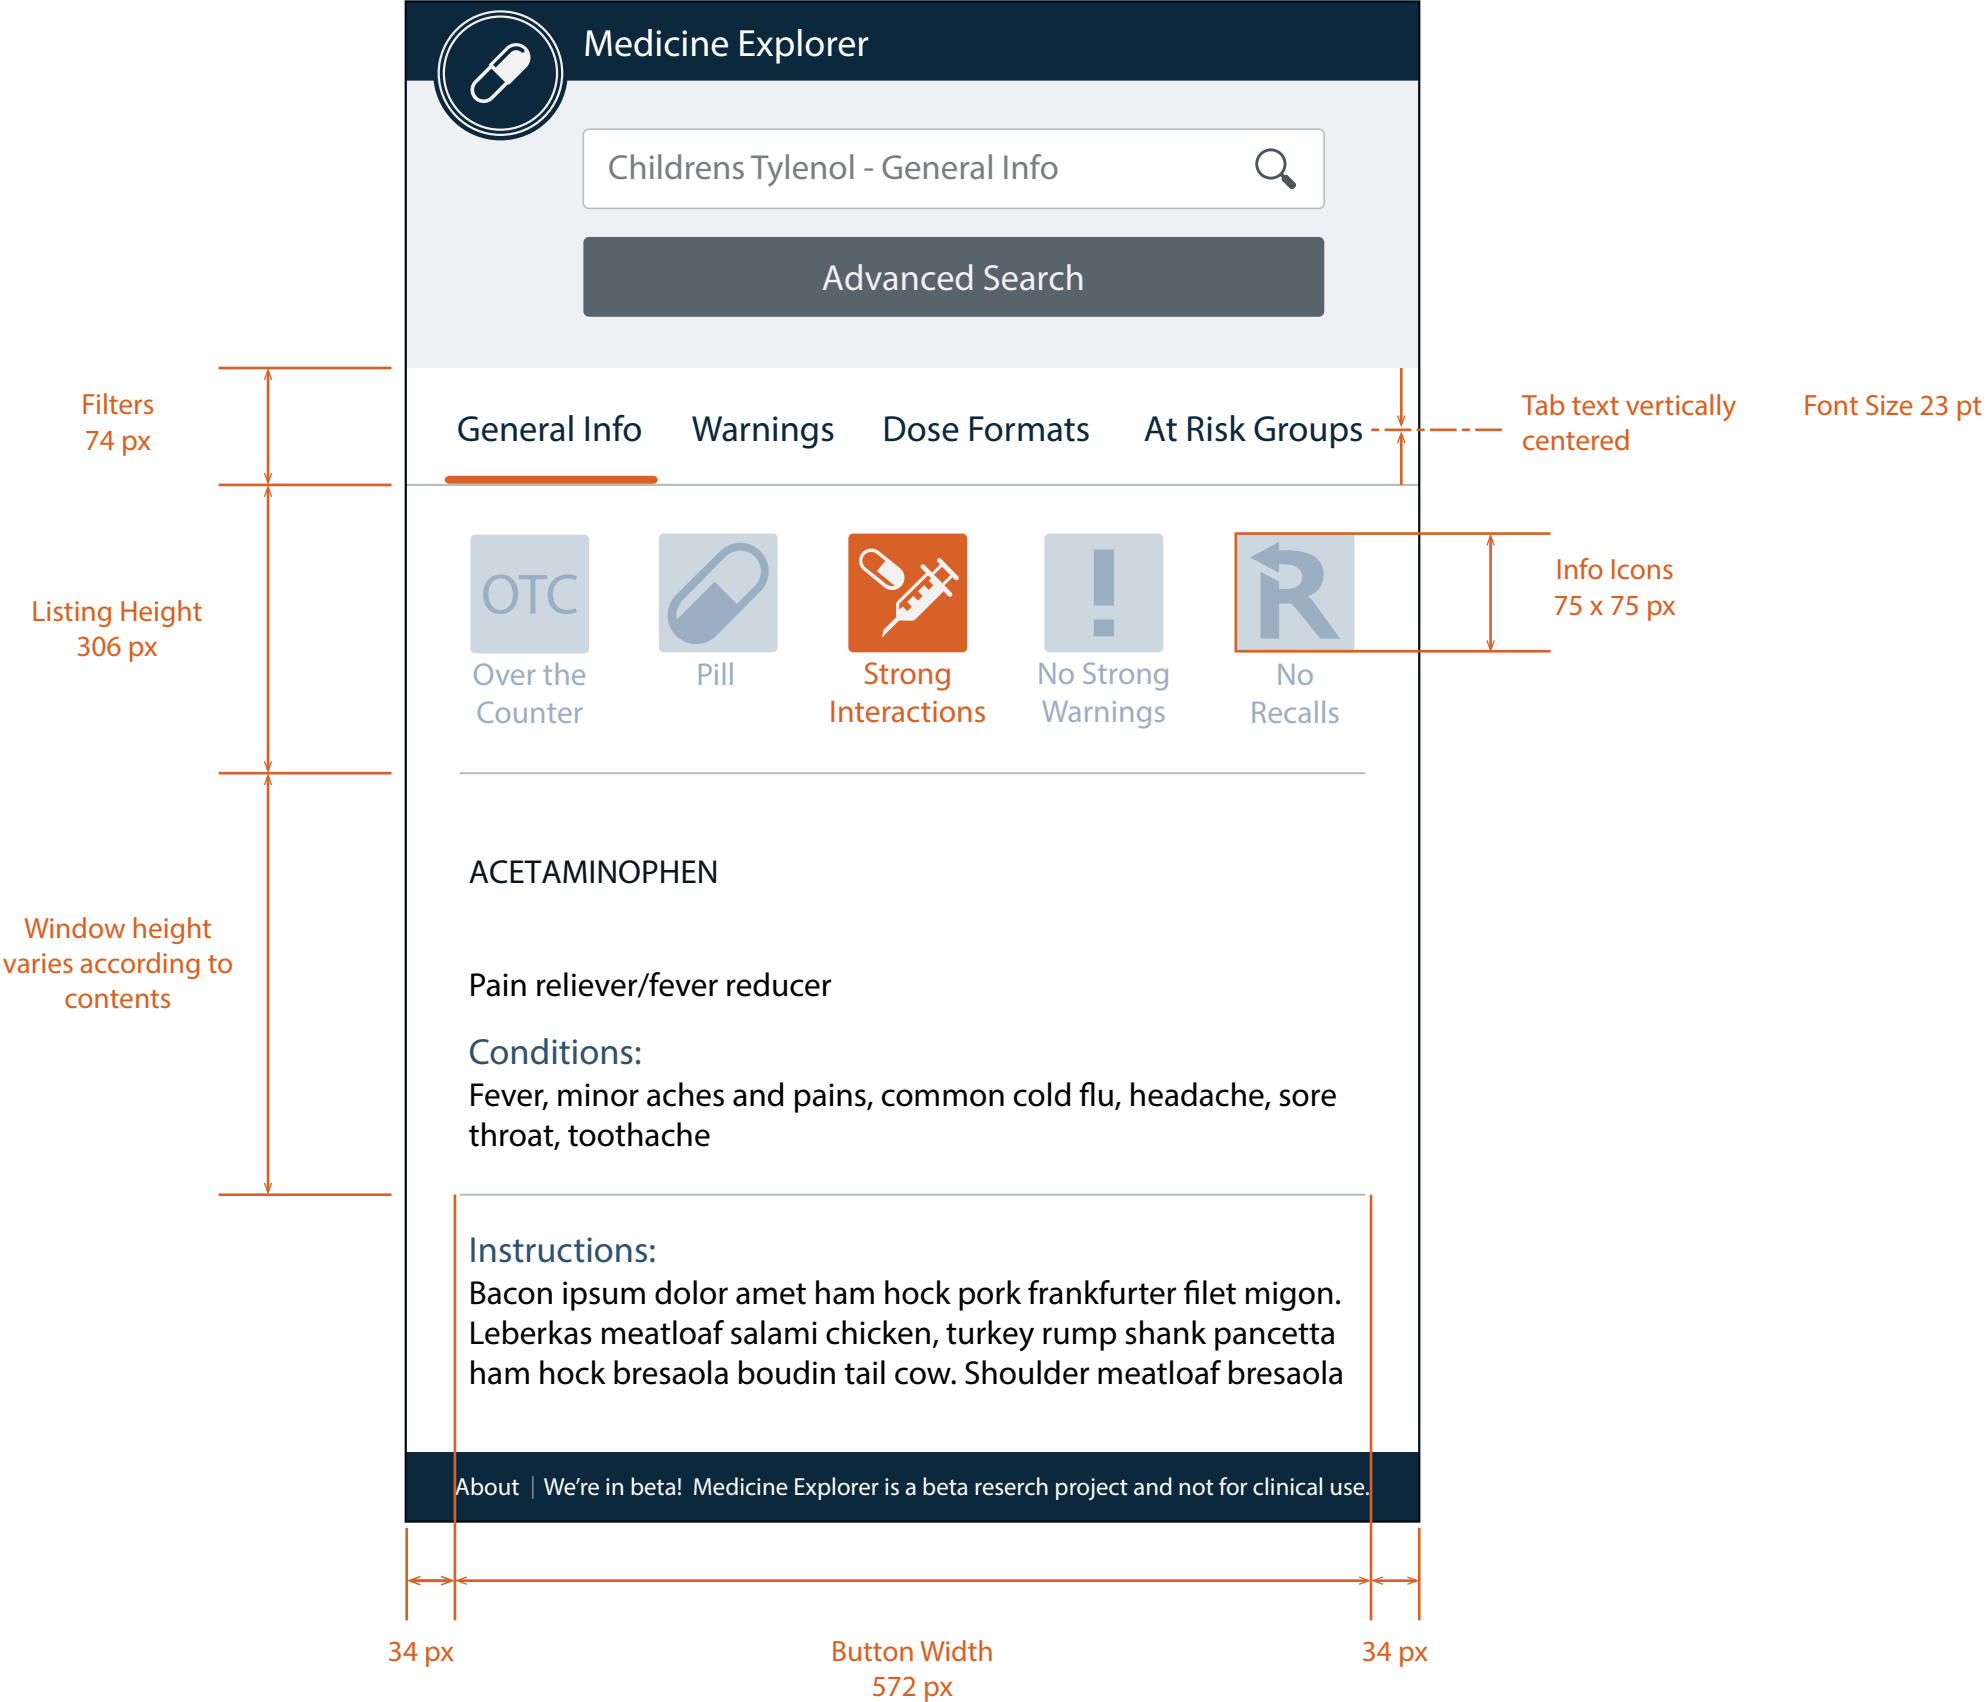 Medicine Explorer
Childrens Tylenol - General Info
Advanced Search
Filters
74 px
General Info
Warnings
Dose Formats
At Risk Groups
Tab text vertically
centered
Font Size 23 pt
Listing Height
306 px
OTC
Over the
Counter
Pill
Strong
Interactions
!
No Strong
Warnings
R
No
Recalls
Info Icons
75 x 75 px
Window height
varies according to
contents
ACETAMINOPHEN
Pain reliever/fever reducer
Conditions:
Fever, minor aches and pains, common cold flu, headache, sore
throat, toothache
Instructions:
Bacon ipsum dolor amet ham hock pork frankfurter filet migon.
Leberkas meatloaf salami chicken, turkey rump shank pancetta
ham hock bresaola boudin tail cow. Shoulder meatloaf bresaola
About | We're in beta! Medicine Explorer is a beta reserch project and not for clinical use.
34 px
Button Width
572 px
34 px